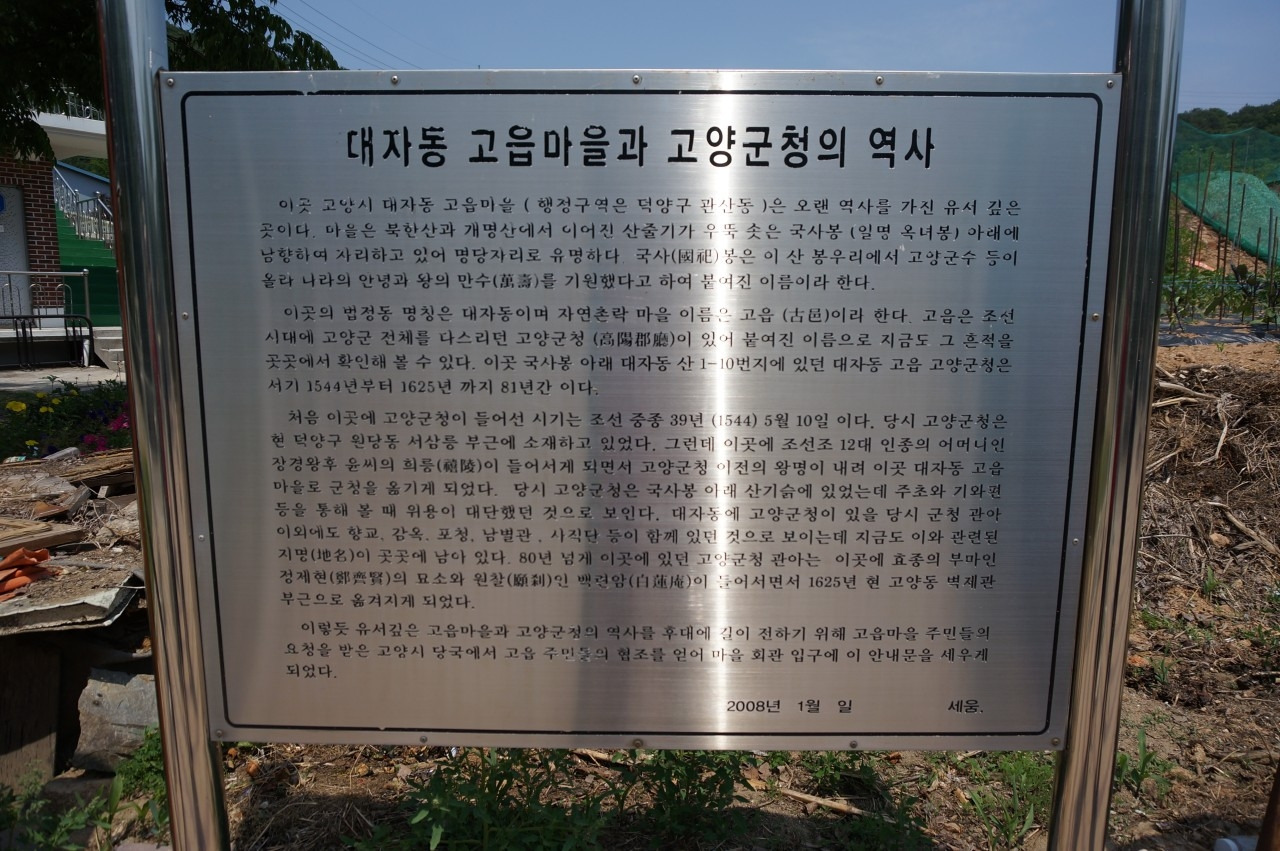 대자동 고읍마을과 고양군청의 역사
이곳 고양시 대자동 고읍마을 ( 행정구역은 덕양구 관산동 )은 오랜 역사를 가진 유서 깊은
곳이다. 마을은 북한산과 개명산에서 이어진 산줄기가 우뚝 솟은 국사봉 (일명 옥녀봉) 아래에
남향하여 자리하고 있어 명당자리로 유명하다. 국사(國祀)봉은 이 산 봉우리에서 고양군수 등이
올라 나라의 안녕과 왕의 만수(萬壽)를 기원했다고 하여 붙여진 이름이라 한다.
이곳의 법정동 명칭은 대자동이며 자연촌락 마을 이름은 고읍 (古邑)이라 한다. 고읍은 조선
시대에 고양군 전체를 다스리던 고양군청 (高陽郡廳)이 있어 붙여진 이름으로 지금도 그 흔적을
곳곳에서 확인해 볼 수 있다. 이곳 국사봉 아래 대자동 산 1-10번지에 있던 대자동 고읍 고양군청은
서기 1544년부터 1625년 까지 81년간 이다.
처음 이곳에 고양군청이 들어선 시기는 조선 중종 39년 (1544) 5월 10일 이다. 당시 고양군청은
현 덕양구 원당동 서삼릉 부근에 소재하고 있었다. 그런데 이곳에 조선조 12대 인종의 어머니인
장경왕후 윤씨의 희릉(禧陵)이 들어서게 되면서 고양군청 이전의 왕명이 내려 이곳 대자동 고읍
마을로 군청을 옮기게 되었다. 당시 고양군청은 국사봉 아래 산기슭에 있었는데 주초와 기와편
등을 통해 볼 때 위용이 대단했던 것으로 보인다. 대자동에 고양군청이 있을 당시 군청 관아
이외에도 향교, 감옥, 포청, 남별관 , 사직단 등이 함께 있던 것으로 보이는데 지금도 이와 관련된
지명(地名)이 곳곳에 남아 있다. 80년 넘게 이곳에 있던 고양군청 관아는 이곳에 효종의 부마인
정제현(鄭齊賢)의 묘소와 원찰(願刹)인 백련암(白蓮庵)이 들어서면서 1625년 현 고양동 벽제관
부근으로 옮겨지게 되었다.
이렇듯 유서깊은 고읍마을과 고양군청의 역사를 후대에 길이 전하기 위해 고읍마을 주민들의
요청을 받은 고양시 당국에서 고읍 주민들의 협조를 얻어 마을 회관 입구에 이 안내문을 세우게
되었다.
2008년 1월 일 세움.